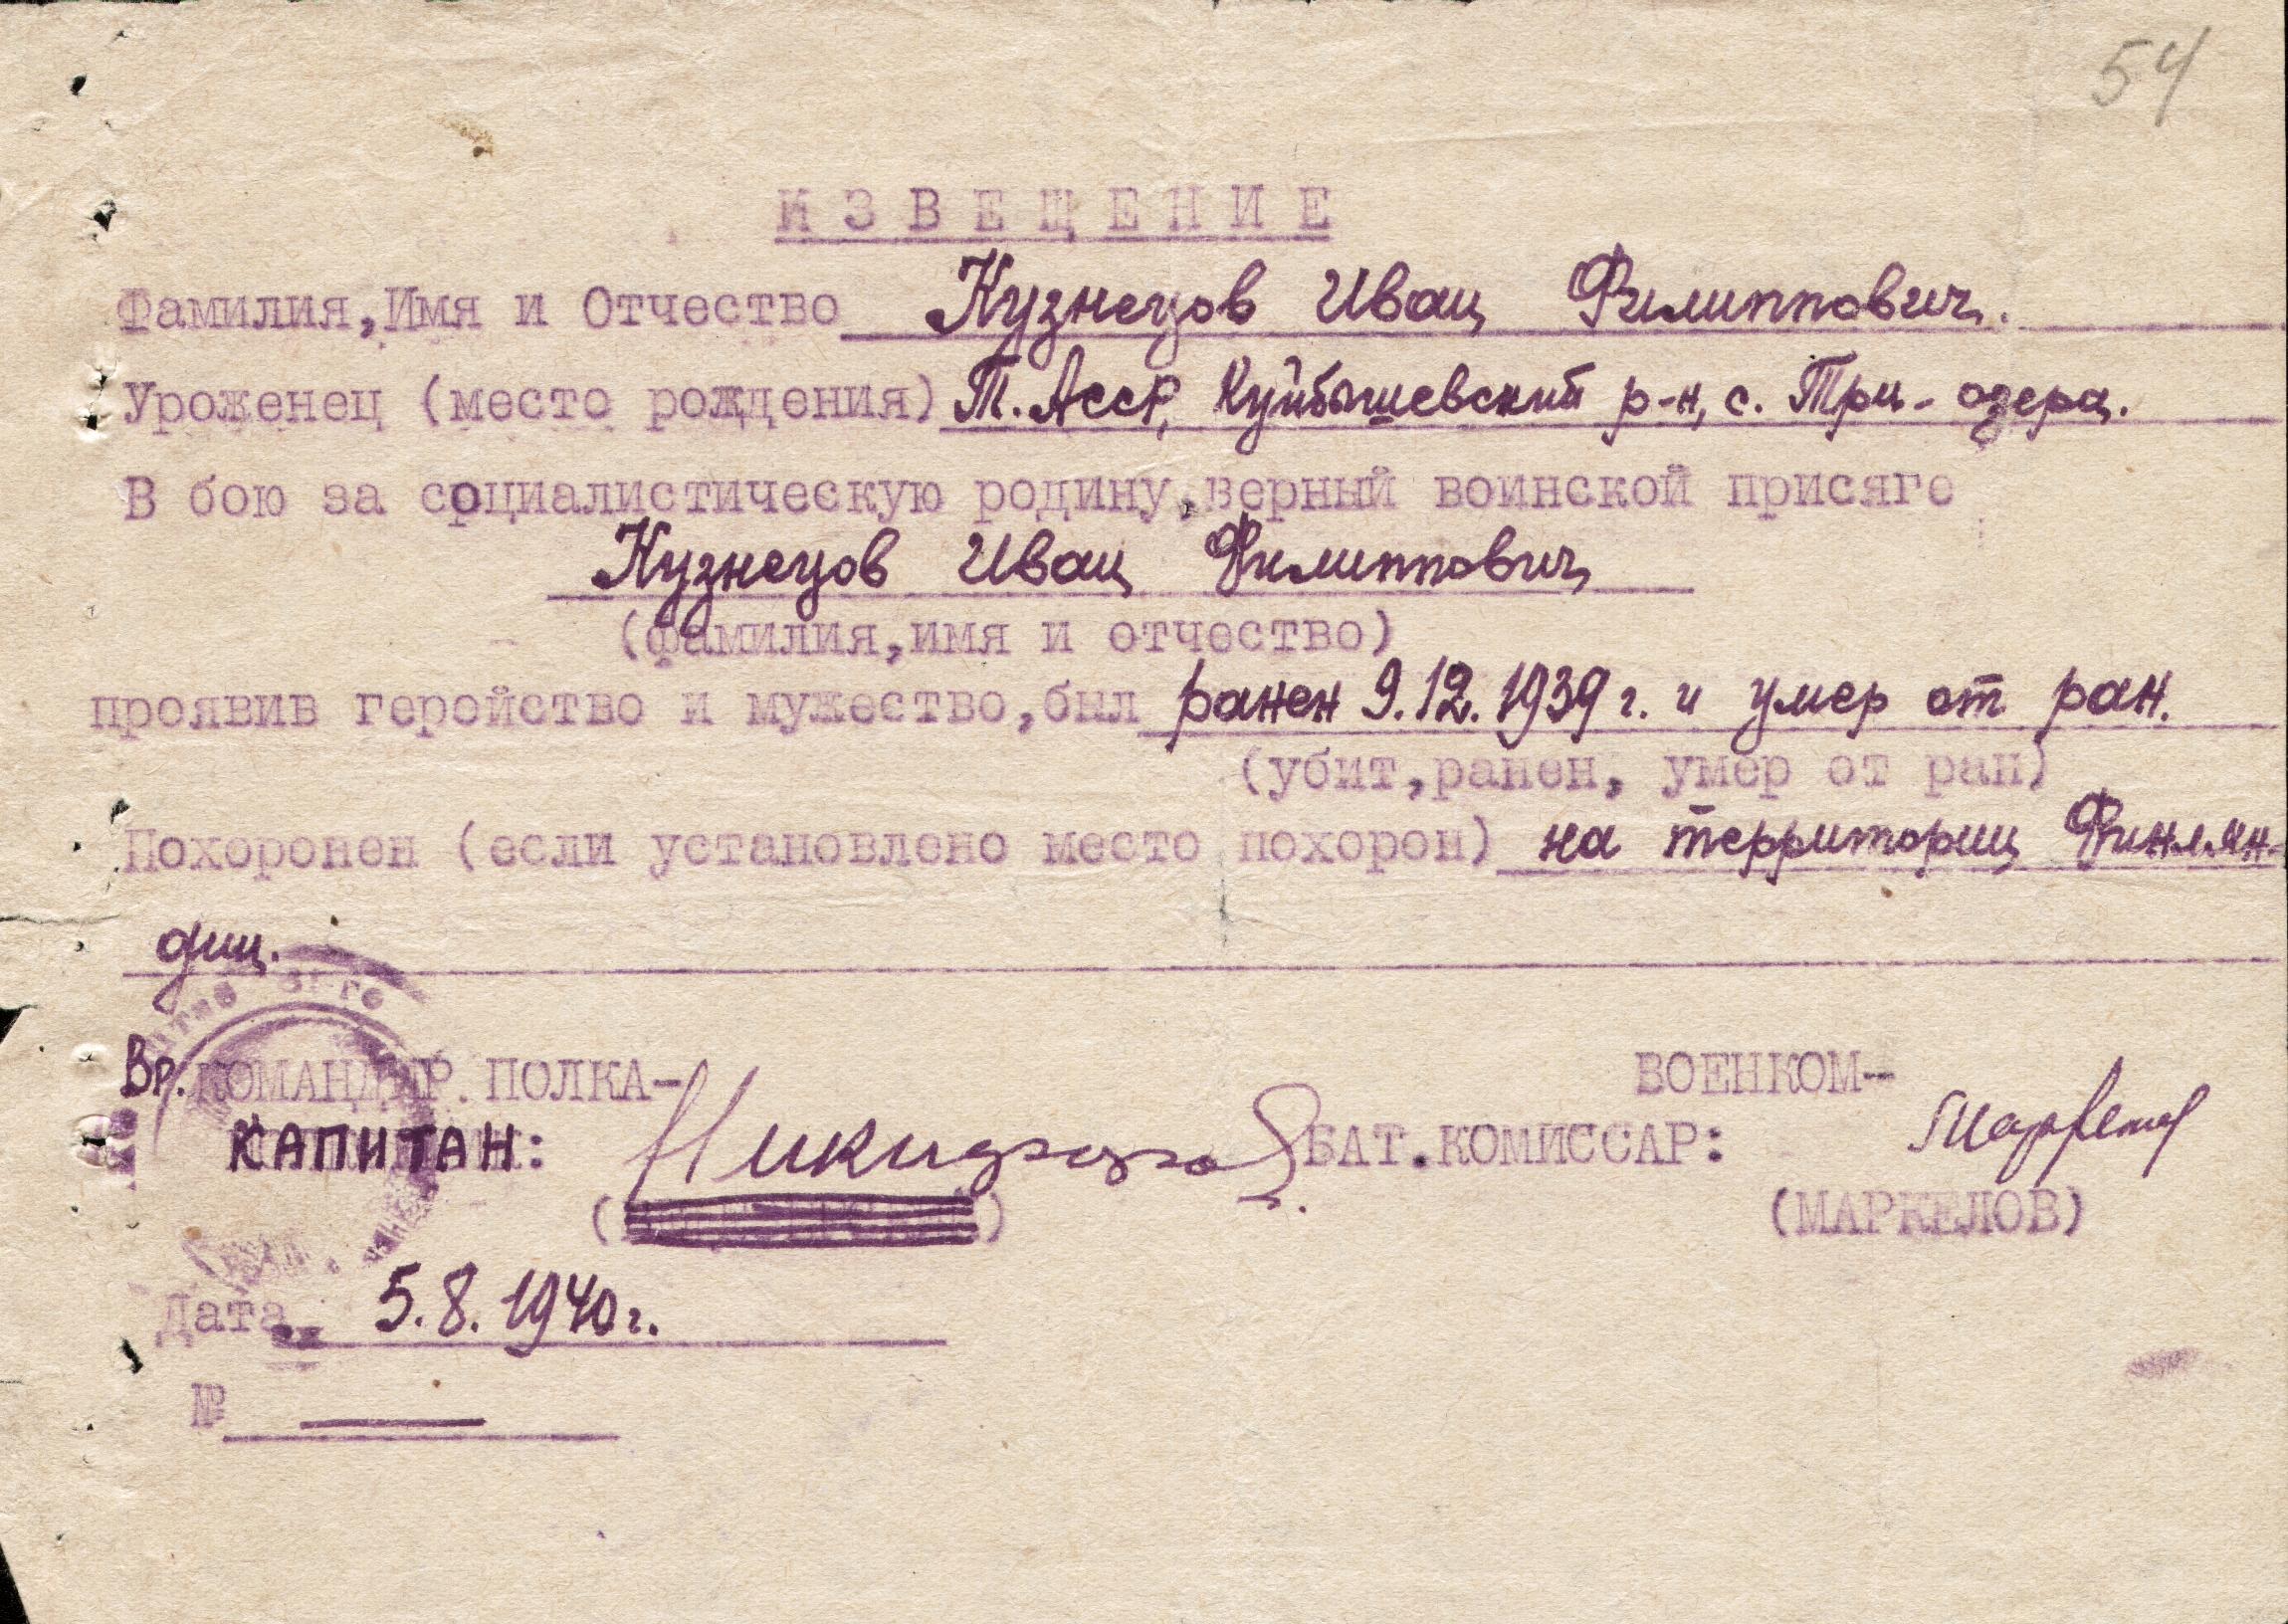 54
ИЗВЕЩЕНИЕ
Фамилия,Имя и Отчество Кузнецов Иван Филиппович.
Уроженец (место рождения) Т. Асср, Куйбышевский р-н, с. Три-озера.
В бою за социалистическую родину,верный воинской присяге
Кузнецов Иван Филиппович
(фамилия,имя и отчество)
проявив геройство и мужество,был ранен 9.12.1939 г. и умер от ран.
(убит,ранен, умер от ран)
Похоронен (если установлено место похорон) на территории Финлян-
дии.
Вр. КОМАНДИР ПОЛКА- ВОЕНКОМ-
КАПИТАН: БАТ.КОМИССАР: Маркелов
(МАРКЕЛОВ)
Дата 5.8.1940г.
№ —